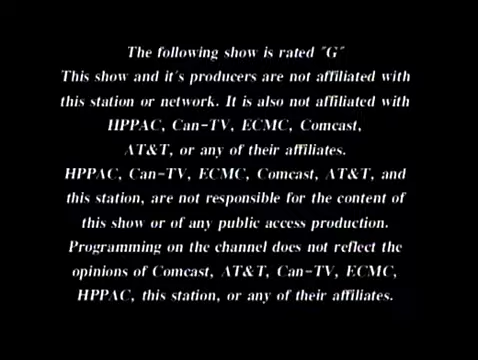 The following show is rated "G"
This show and it's producers are not affiliated with
this station or network. It is also not affiliated with
HPPAC, Can-TV, ECMC, Comcast,
AT&T, or any of their affiliates.
HPPAC, Can-TV, ECMC, Comcast, AT&T, and
this station, are not responsible for the content of
this show or of any public access production.
Programming on the channel does not reflect the
opinions of Comcast, AT&T, Can-TV, ECMC,
HPPAC, this station, or any of their affiliates.